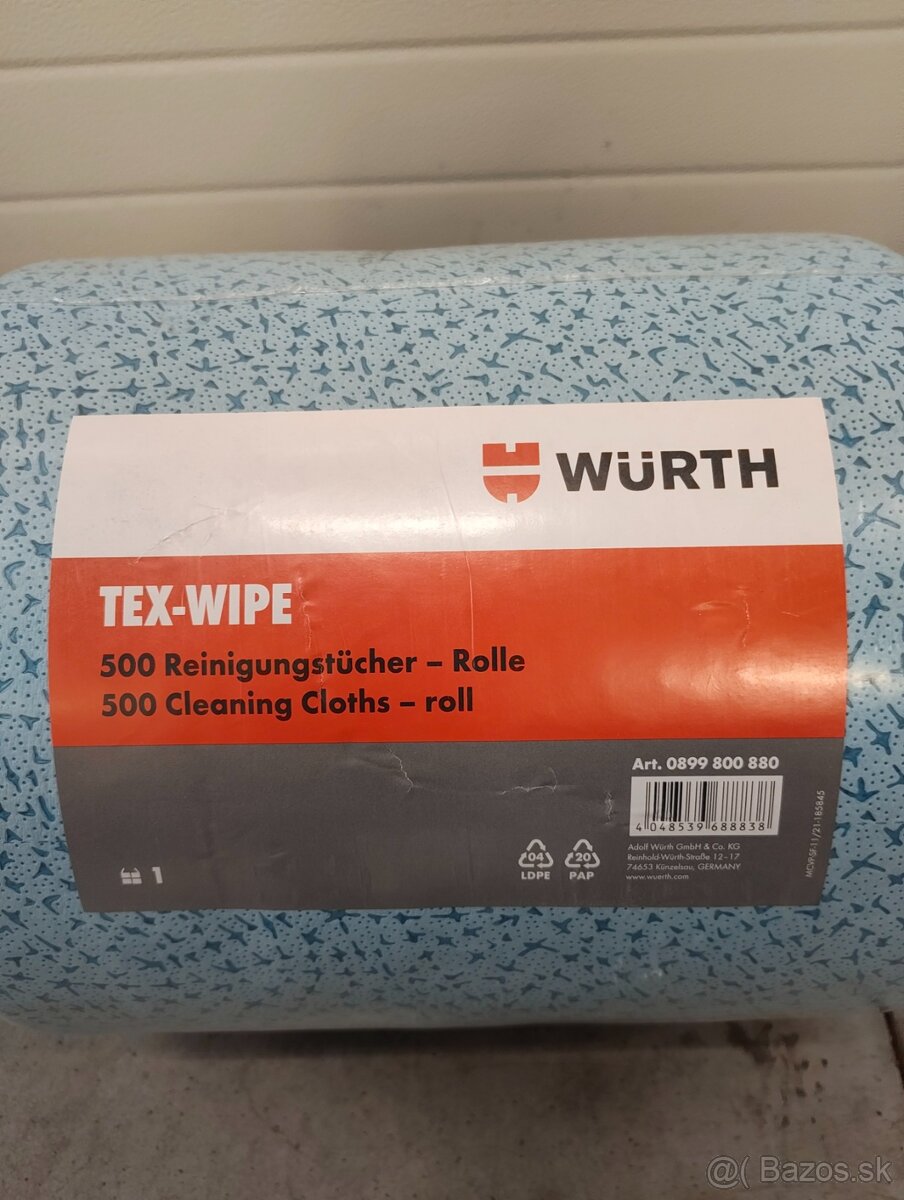 WÜRTH
TEX-WIPE
500 Reinigungstücher – Rolle
500 Cleaning Cloths – roll
Art. 0899 800 880
4 048539 688838
Adolf Würth GmbH & Co. KG
Reinhold-Würth-Straße 12–17
74653 Künzelsau, GERMANY
www.wuerth.com
04
LDPE
20
PAP
1
@( Bazos.sk